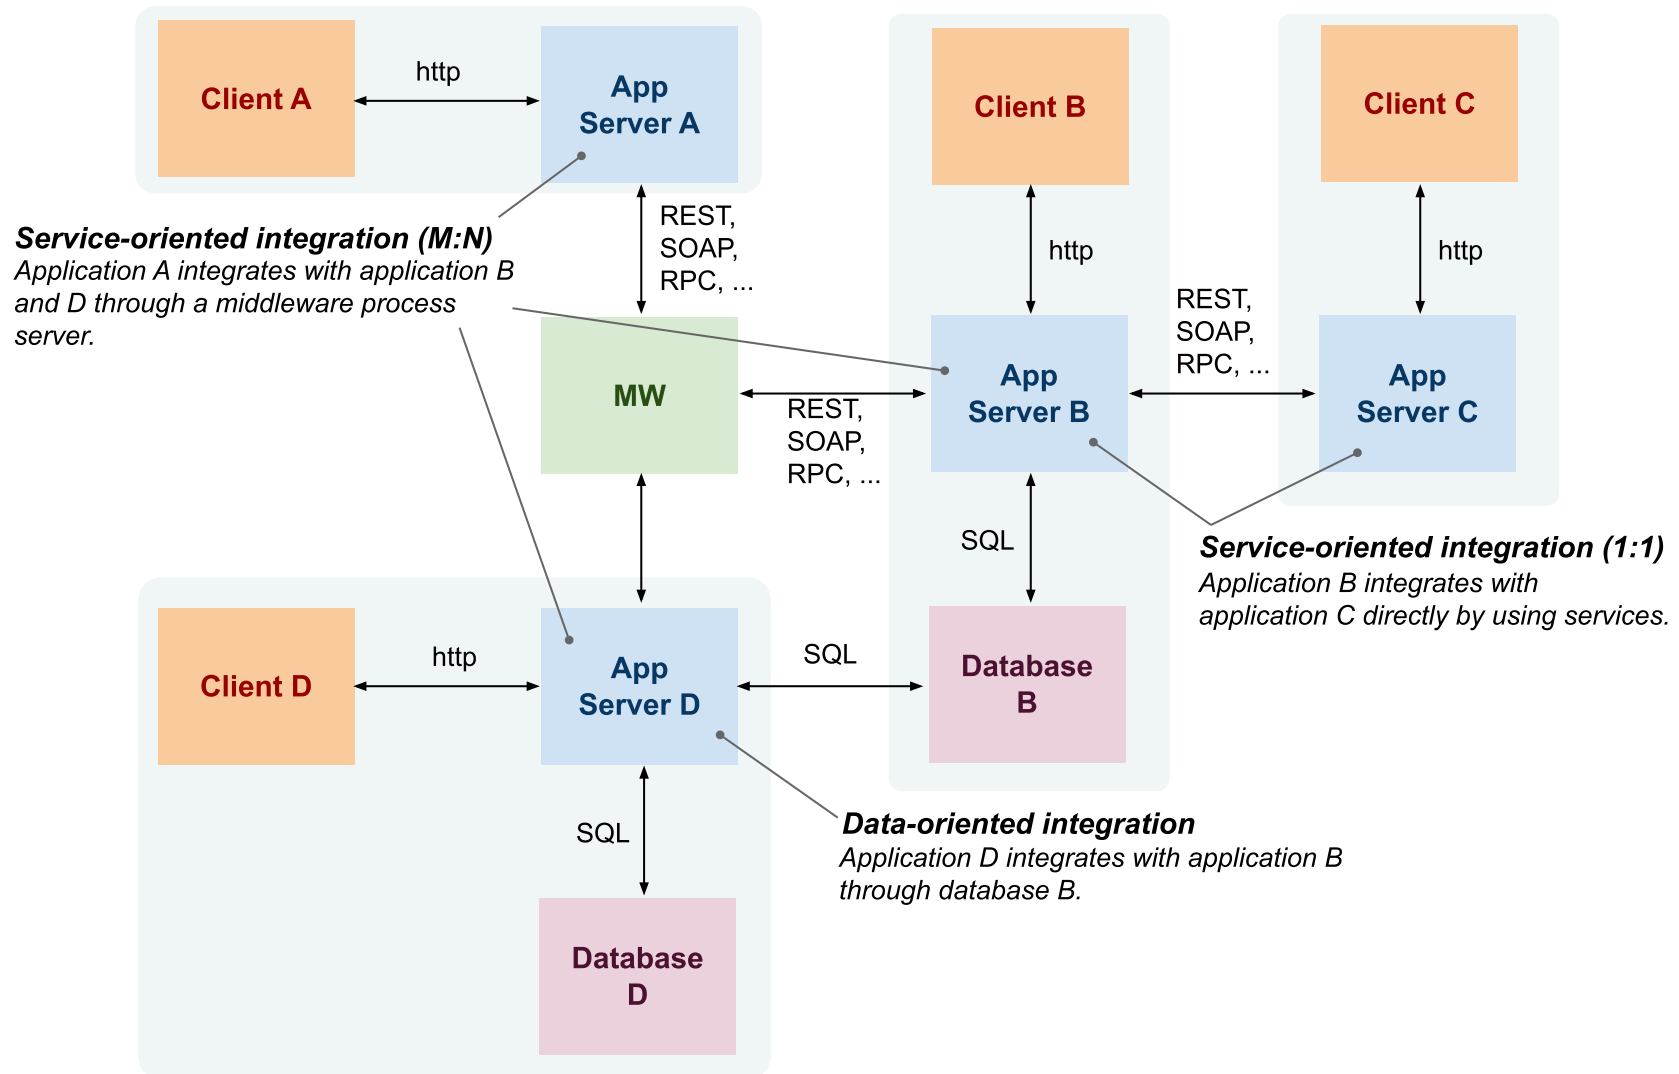 Client A
http
App
Server A
Client B
Client C
REST,
SOAP,
RPC, ...
Service-oriented integration (M:N)
Application A integrates with application B
and D through a middleware process
server.
http
http
REST,
SOAP,
RPC, ...
MW
REST,
SOAP,
RPC, ...
App
Server B
App
Server C
SQL
Service-oriented integration (1:1)
Application B integrates with
application C directly by using services.
Client D
http
App
Server D
SQL
Database
B
SQL
Data-oriented integration
Application D integrates with application B
through database B.
Database
D